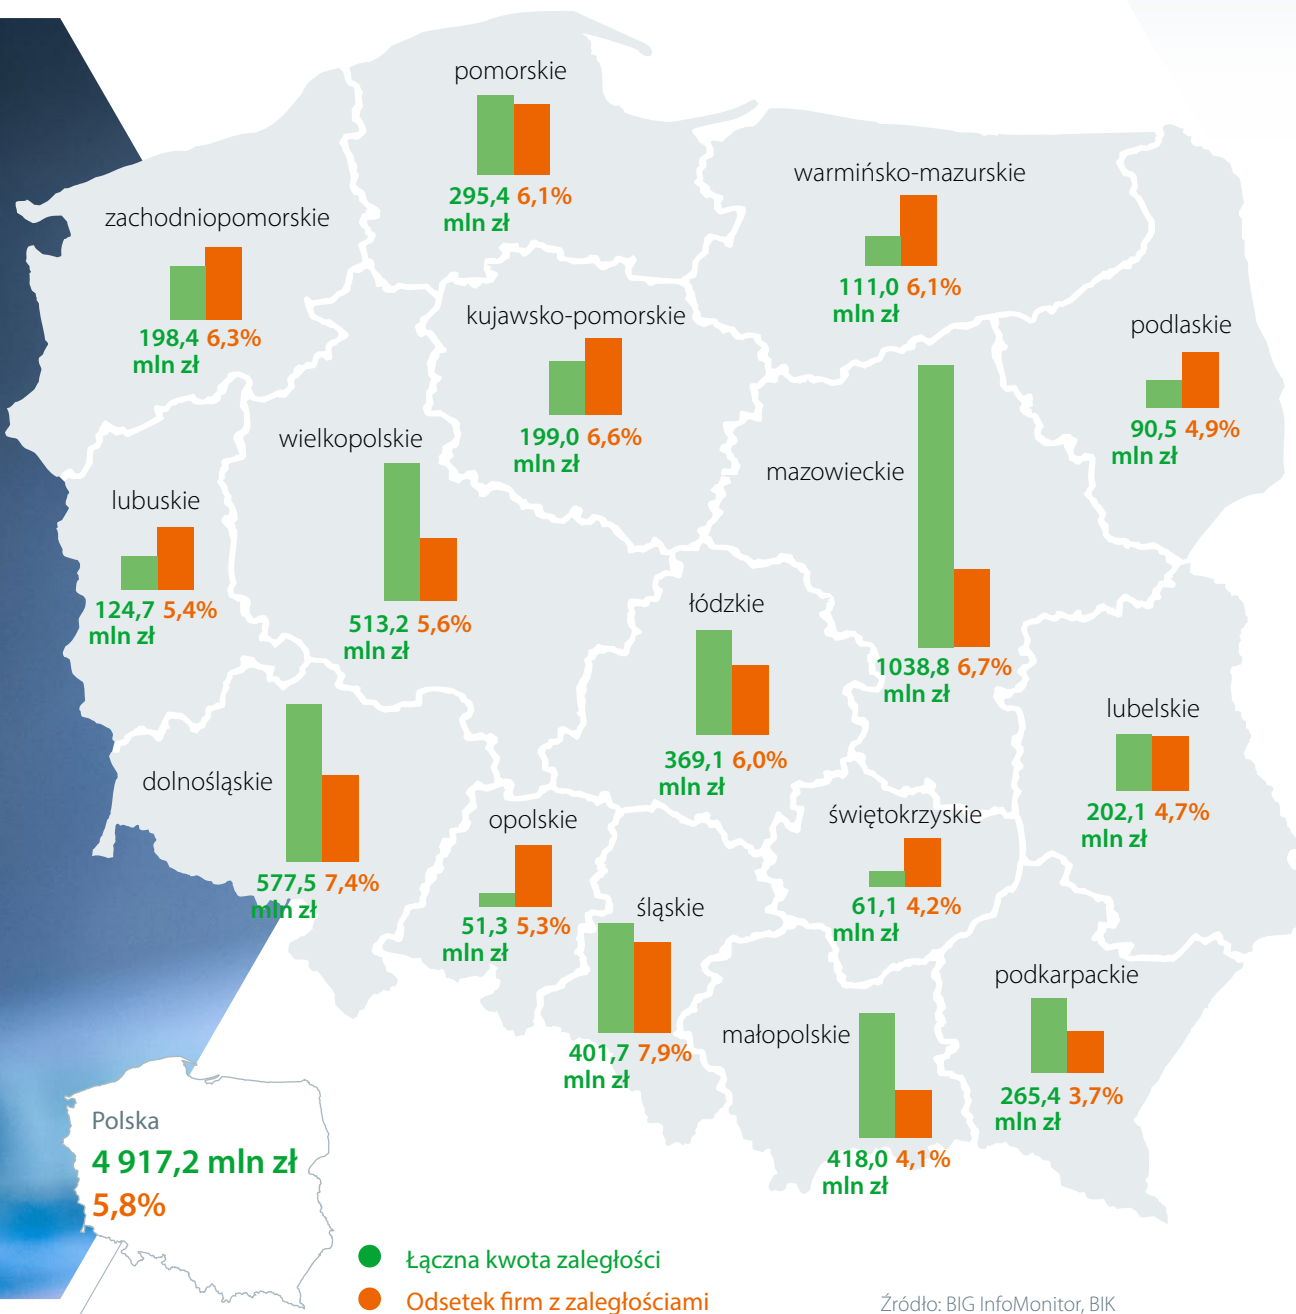 pomorskie
295,4 6,1%
mln zł
warmińsko-mazurskie
111,0 6,1%
mln zł
zachodniopomorskie
198,4 6,3%
mln zł
kujawsko-pomorskie
199,0 6,6%
mln zł
podlaskie
90,5 4,9%
mln zł
wielkopolskie
513,2 5,6%
mln zł
mazowieckie
1038,8 6,7%
mln zł
lubuskie
124,7 5,4%
mln zł
łódzkie
369,1 6,0%
mln zł
lubelskie
202,1 4,7%
mln zł
dolnośląskie
577,5 7,4%
mln zł
opolskie
51,3 5,3%
mln zł
świętokrzyskie
61,1 4,2%
mln zł
śląskie
401,7 7,9%
mln zł
małopolskie
418,0 4,1%
mln zł
podkarpackie
265,4 3,7%
mln zł
Polska
4 917,2 mln zł
5,8%
Łączna kwota zaległości
Odsetek firm z zaległościami
Źródło: BIG InfoMonitor, BIK